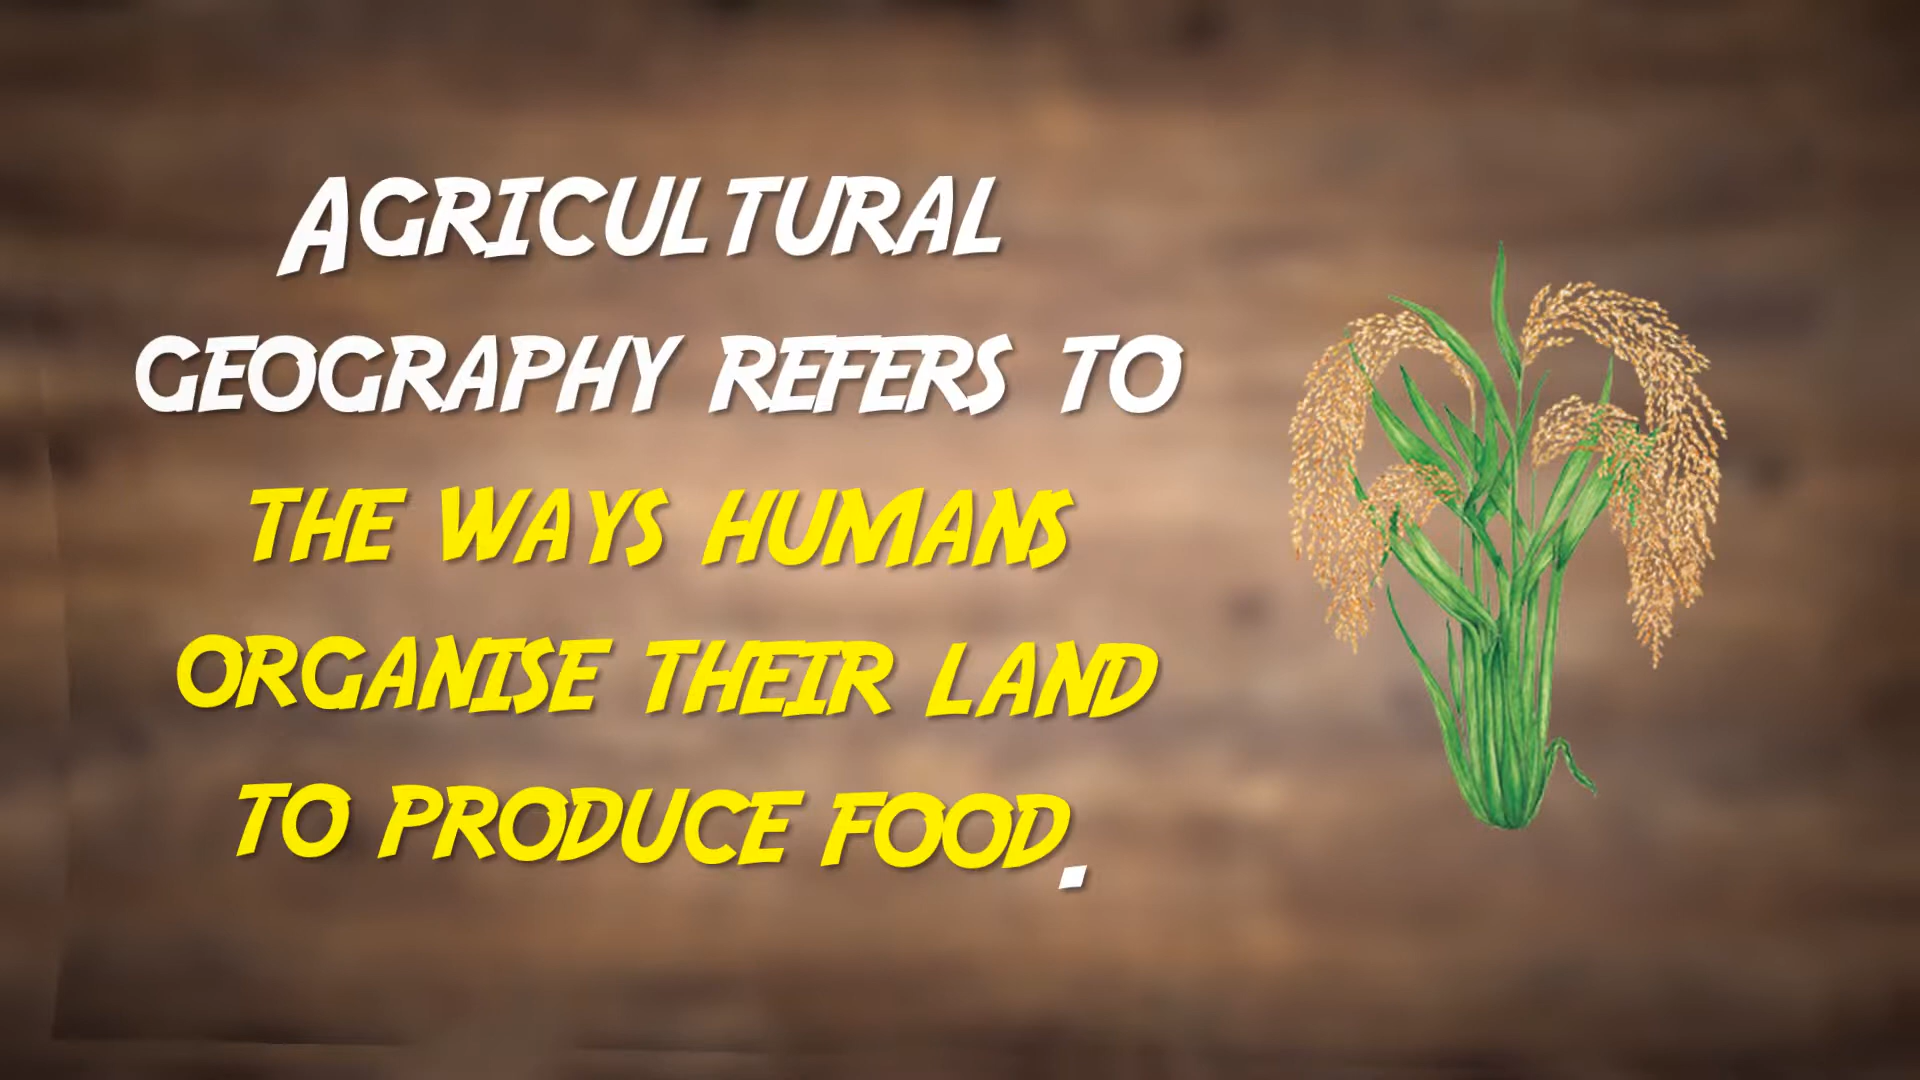 Agricultural
geography refers to
the ways humans
organise their land
to produce food.